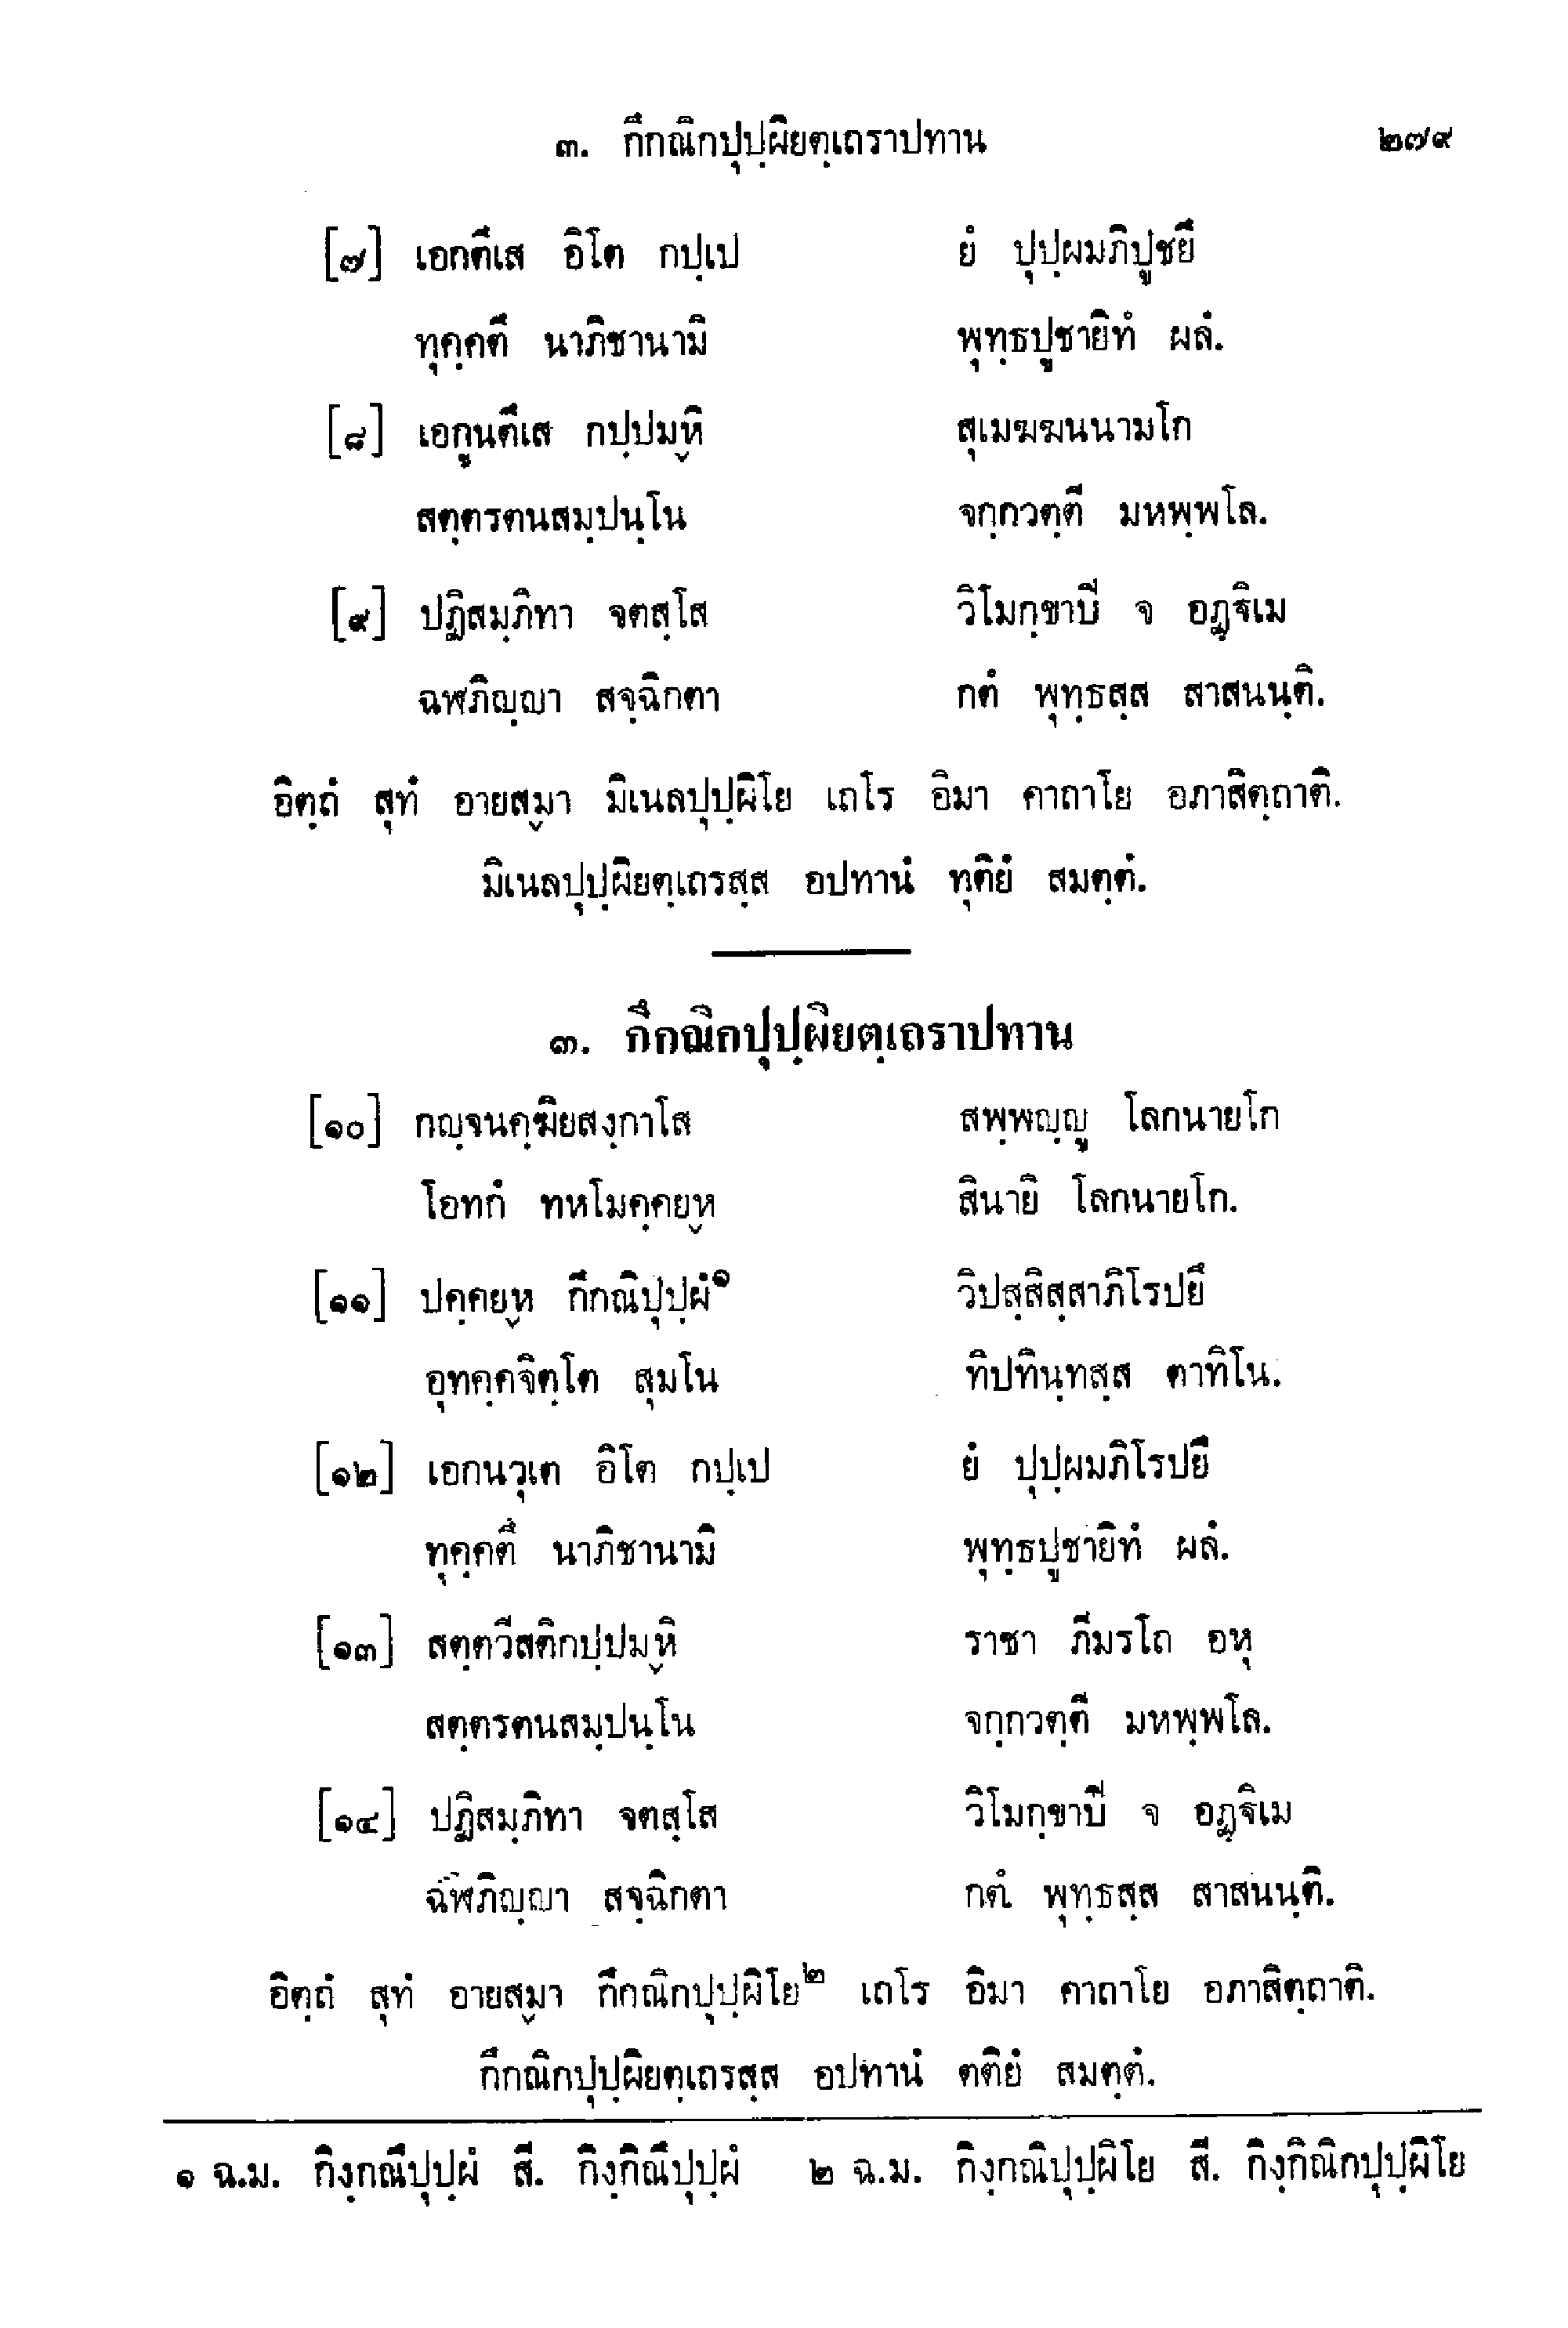 ๓. กึกณิกปุปฺผิยตฺเถราปทาน ๒๗๙
[๗] เอกตึเส อิโต กปฺเป ยํ ปุปฺผมภิปูชยึ
ทุคฺคตึ นาภิชานามิ พุทฺธปูชายิทํ ผลํ.
[๘] เอกูนตึเส กปฺปมฺหิ สุเมฆฆนนามโก
สตฺตรตนสมฺปนฺโน จกฺกวตฺตี มหพฺพโล.
[๙] ปฏิสมฺภิทา จตสฺโส วิโมกฺขาปิ จ อฏฺฐิเม
ฉฬภิญฺญา สจฺฉิกตา กตํ พุทฺธสฺส สาสนนฺติ.
อิตฺถํ สุทํ อายสฺมา มิเนลปุปฺผิโย เถโร อิมา คาถาโย อภาสิตฺถาติ.
มิเนลปุปฺผิยตฺเถรสฺส อปทานํ ทุติยํ สมตฺตํ.
๓. กึกณิกปุปฺผิยตฺเถราปทาน
[๑๐] กญฺจนคฺฆิยสงฺกาโส สพฺพญฺญู โลกนายโก
โอทกํ ทหโมคฺคยฺห สินายิ โลกนายโก.
[๑๑] ปคฺคยฺห กึกณิปุปฺผํ๑ วิปสฺสิสฺสาภิโรปยึ
อุทคฺคจิตฺโต สุมโน ทิปทินฺทสฺส ตาทิโน.
[๑๒] เอกนวุเต อิโต กปฺเป ยํ ปุปฺผมภิโรปยึ
ทุคฺคตึ นาภิชานามิ พุทฺธปูชายิทํ ผลํ.
[๑๓] สตฺตวีสติกปฺปมฺหิ ราชา ภีมรโถ อหุ
สตฺตรตนสมฺปนฺโน จกฺกวตฺตี มหพฺพโล.
[๑๔] ปฏิสมฺภิทา จตสฺโส วิโมกฺขาปิ จ อฏฺฐิเม
ฉฬภิญฺญา สจฺฉิกตา กตํ พุทฺธสฺส สาสนนฺติ.
อิตฺถํ สุทํ อายสฺมา กึกณิกปุปฺผิโย๒ เถโร อิมา คาถาโย อภาสิตฺถาติ.
กึกณิกปุปฺผิยตฺเถรสฺส อปทานํ ตติยํ สมตฺตํ.
๑ ฉ.ม. กิงฺกณึปุปฺผํ สี. กิงฺกิณึปุปฺผํ ๒ ฉ.ม. กิงฺกณิปุปฺผิโย สี. กิงฺกิณิกปุปฺผิโย